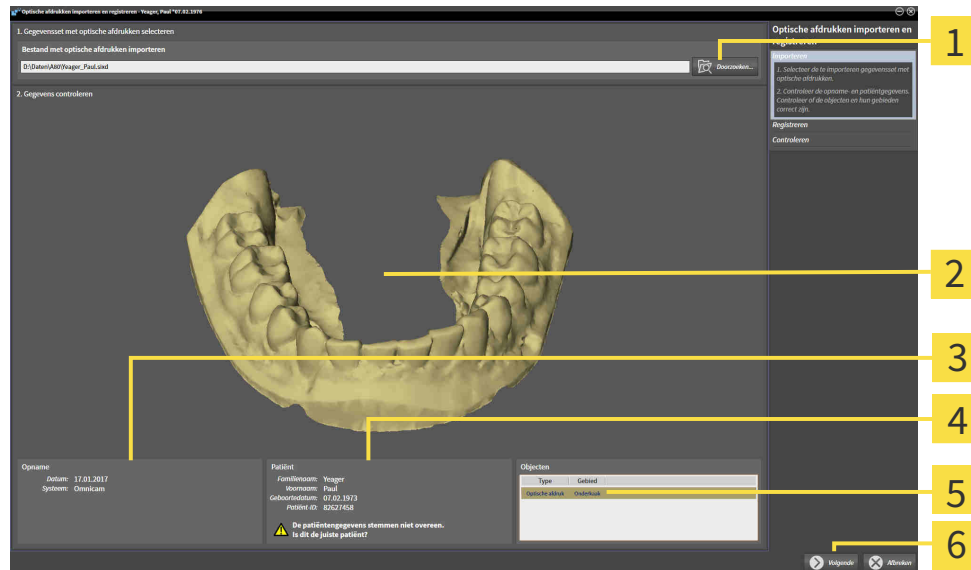 Optische afdrukken importeren en registreren - Yeager, Paul *07.02.1976
1. Gegevensset met optische afdrukken selecteren
Bestand met optische afdrukken importeren
D:\Daten\All0\Yeager_Paul.sixd
Doorzoeken...
2. Gegevens controleren
Opname
Datum: 17.01.2017
Systeem: Omnicam
Patiënt
Familienaam: Yeager
Voornaam: Paul
Geboortedatum: 07.02.1973
Patiënt-ID: 82627458
De patiëntengegevens stemmen niet overeen.
Is dit de juiste patiënt?
Objecten
Type Gebied
Optische afdruk Onderkaak
Optische afdrukken importeren en
registreren
Importeren
1. Selecteer de te importeren gegevensset met
optische afdrukken.
2. Controleer de opname- en patiëntgegevens.
Controleer of de objecten en hun gebieden
correct zijn.
Registreren
Controleren
Volgende
Afbreken
1
2
3
4
5
6